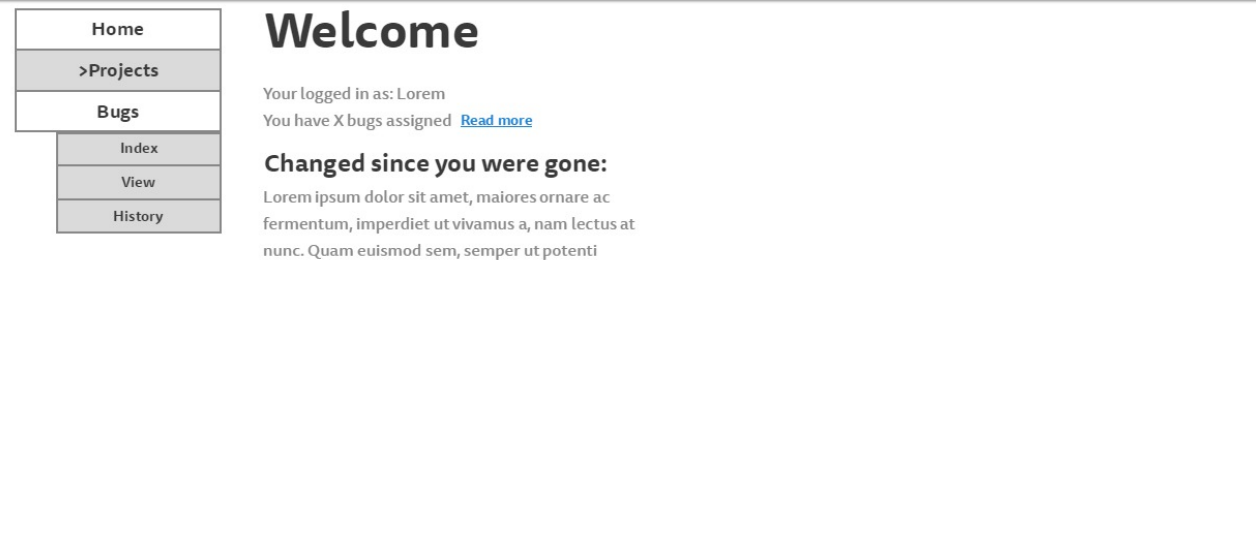 Home
>Projects
Bugs
Index
View
History
Welcome
Your logged in as: Lorem
You have X bugs assigned Read more
Changed since you were gone:
Lorem ipsum dolor sit amet, maiores ornare ac
fermentum, imperdiet ut vivamus a, nam lectus at
nunc. Quam euismod sem, semper ut potenti